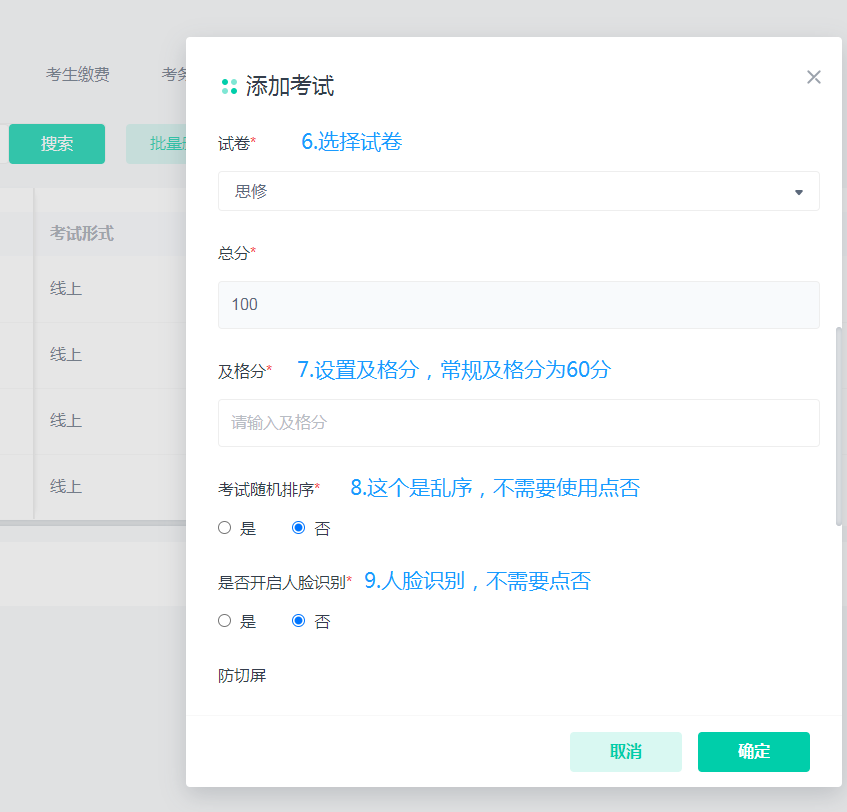 考生缴费
考务
搜索
批量
考试形式
线上
线上
线上
线上
添加考试
试卷* 6.选择试卷
思修
总分*
100
及格分* 7.设置及格分，常规及格分为60分
请输入及格分
考试随机排序* 8.这个是乱序，不需要使用点否
是 否
是否开启人脸识别* 9.人脸识别，不需要点否
是 否
防切屏
取消 确定